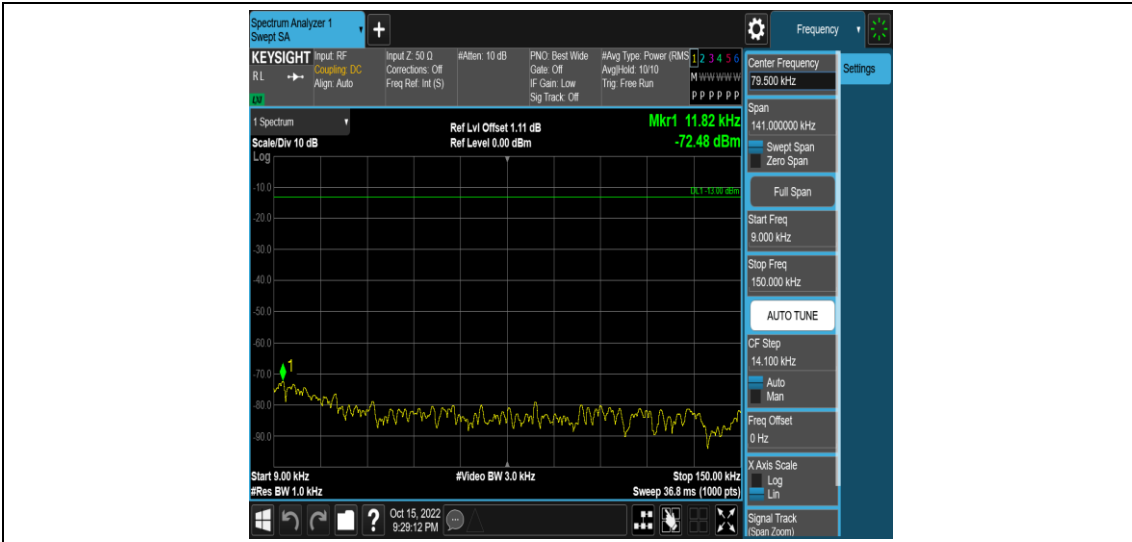 Spectrum Analyzer 1
Swept SA
+
Frequency
KEYSIGHT
R L
LXI
Input: RF
Coupling: DC
Align: Auto
Input Z: 50 Ω
Corrections: Off
Freq Ref: Int (S)
#Atten: 10 dB
PNO: Best Wide
Gate: Off
IF Gain: Low
Sig Track: Off
#Avg Type: Power (RMS
Avg|Hold: 10/10
Trig: Free Run
1 2 3 4 5 6
M W W W W W
P P P P P P
1 Spectrum
Scale/Div 10 dB
Log
Ref Lvl Offset 1.11 dB
Ref Level 0.00 dBm
Mkr1 11.82 kHz
-72.48 dBm
DL1 -13.00 dBm
-10.0
-20.0
-30.0
-40.0
-50.0
-60.0
-70.0
-80.0
-90.0
1
Start 9.00 kHz
#Res BW 1.0 kHz
#Video BW 3.0 kHz
Stop 150.00 kHz
Sweep 36.8 ms (1000 pts)
?
Oct 15, 2022
9:29:12 PM
Center Frequency
79.500 kHz
Span
141.000000 kHz
Swept Span
Zero Span
Full Span
Start Freq
9.000 kHz
Stop Freq
150.000 kHz
AUTO TUNE
CF Step
14.100 kHz
Auto
Man
Freq Offset
0 Hz
X Axis Scale
Log
Lin
Signal Track
(Span Zoom)
Settings